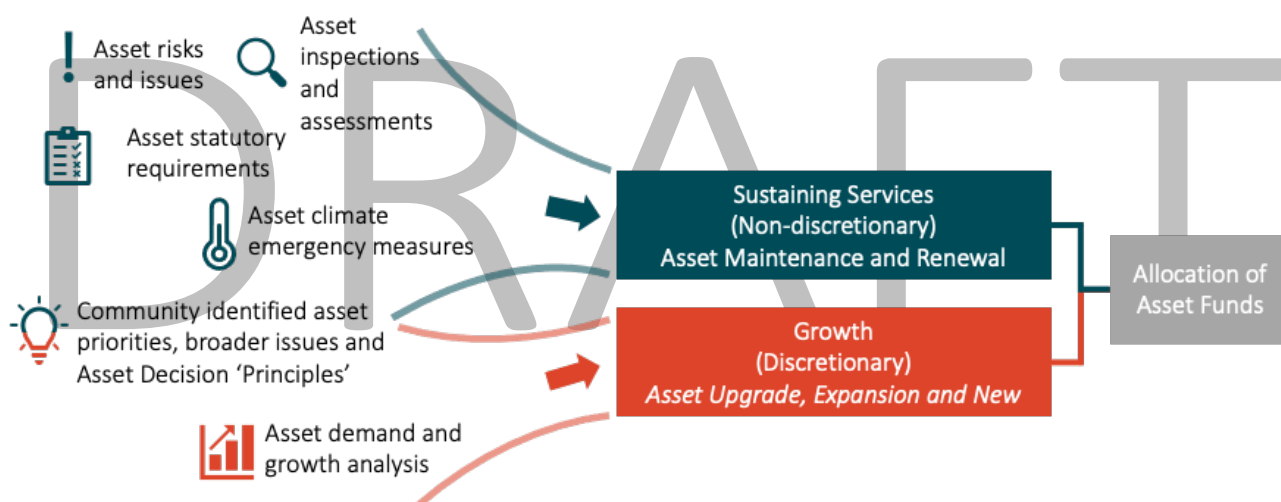 DRAFT
Asset risks
and issues
Asset
inspections
and
assessments
Asset statutory
requirements
Asset climate
emergency measures
Community identified asset
priorities, broader issues and
Asset Decision ‘Principles’
Asset demand and
growth analysis
Sustaining Services
(Non-discretionary)
Asset Maintenance and Renewal
Growth
(Discretionary)
Asset Upgrade, Expansion and New
Allocation of
Asset Funds